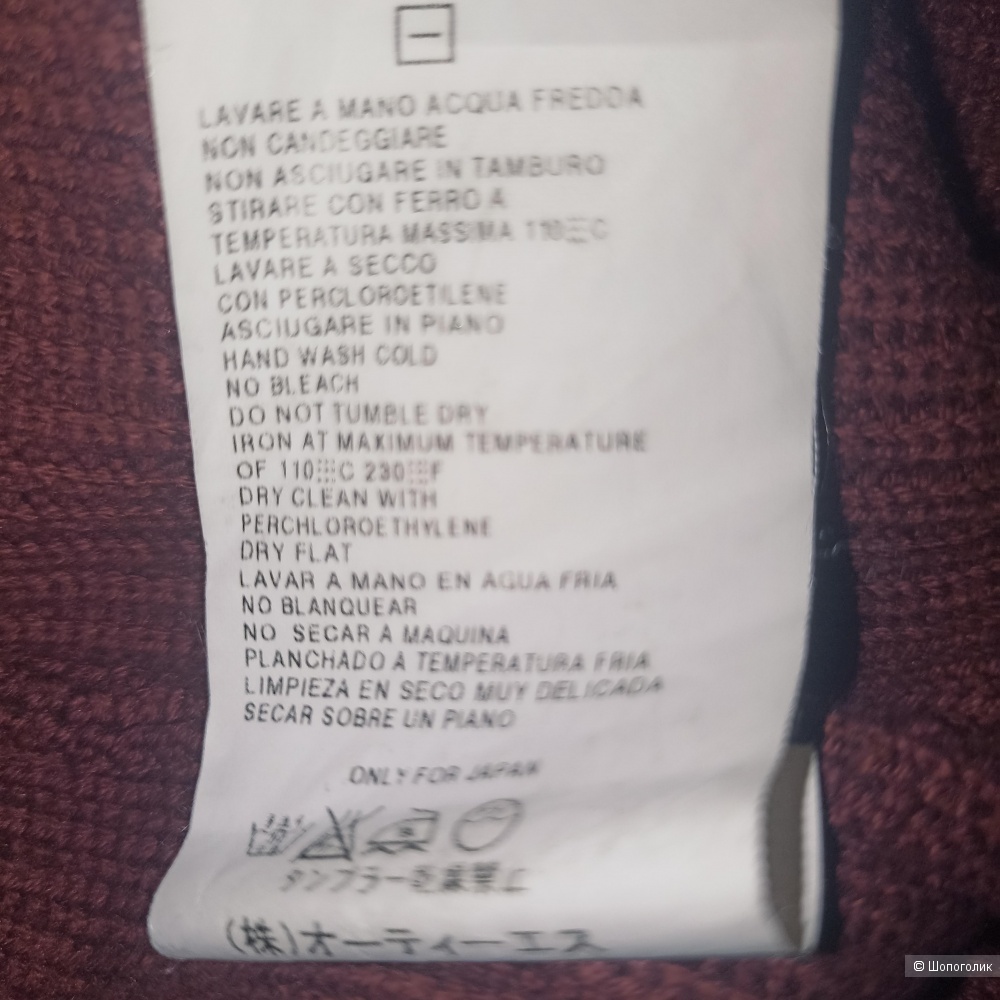 LAVARE A MANO ACQUA FREDDA
NON CANDEGGIARE
NON ASCIUGARE IN TAMBURO
STIRARE CON FERRO A
TEMPERATURA MASSIMA 110 C
LAVARE A SECCO
CON PERCLOROETILENE
ASCIUGARE IN PIANO
HAND WASH COLD
NO BLEACH
DO NOT TUMBLE DRY
IRON AT MAXIMUM TEMPERATURE
OF 110 C 230 F
DRY CLEAN WITH
PERCHLOROETHYLENE
DRY FLAT
LAVAR A MANO EN AGUA FRIA
NO BLANQUEAR
NO SECAR A MAQUINA
PLANCHADO A TEMPERATURA FRIA
LIMPIEZA EN SECO MUY DELICADA
SECAR SOBRE UN PIANO
ONLY FOR JAPAN
タンブラー乾燥禁止
(株)オーティーエス
© Шопоголик